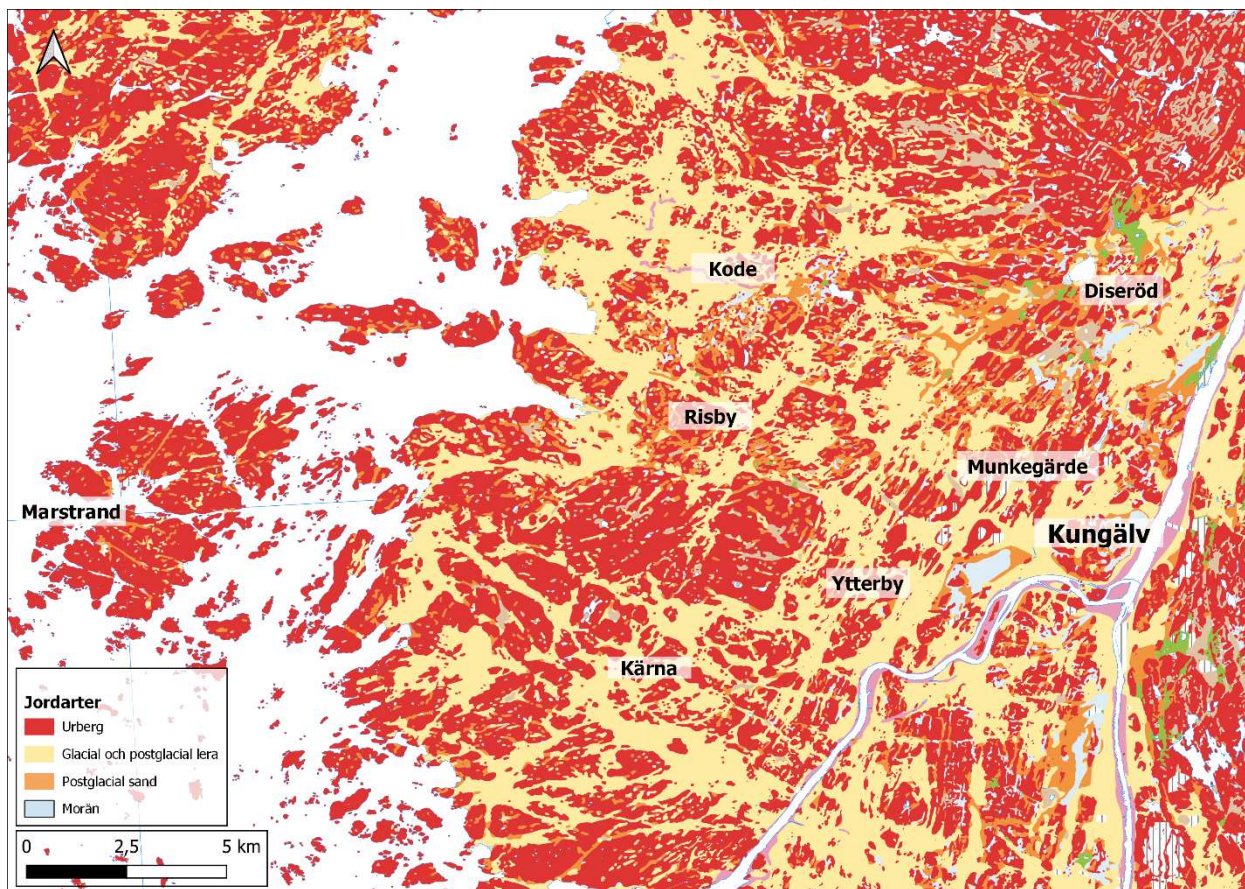 Kode
Diseröd
Risby
Munkegärde
Marstrand
Kungälv
Ytterby
Kärna
Jordarter
Urberg
Glacial och postglacial lera
Postglacial sand
Morän
0 2,5 5 km